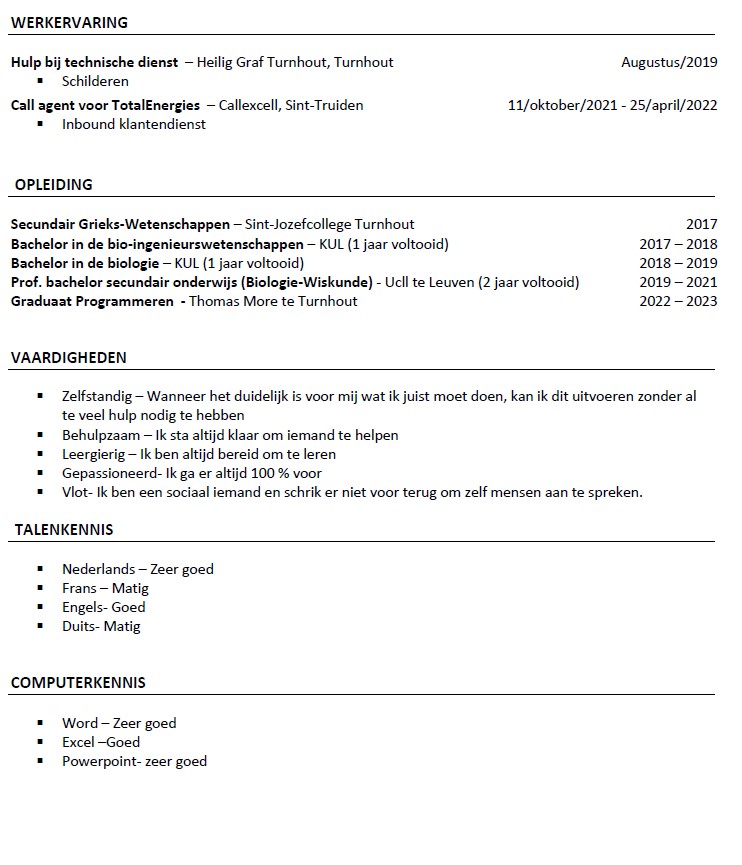 WERKERVARING
Hulp bij technische dienst – Heilig Graf Turnhout, Turnhout Augustus/2019
▪ Schilderen
Call agent voor TotalEnergies – Callexcell, Sint-Truiden 11/oktober/2021 - 25/april/2022
▪ Inbound klantendienst
OPLEIDING
Secundair Grieks-Wetenschappen – Sint-Jozefcollege Turnhout 2017
Bachelor in de bio-ingenieurswetenschappen – KUL (1 jaar voltooid) 2017 – 2018
Bachelor in de biologie – KUL (1 jaar voltooid) 2018 – 2019
Prof. bachelor secundair onderwijs (Biologie-Wiskunde) - Ucll te Leuven (2 jaar voltooid) 2019 – 2021
Graduaat Programmeren - Thomas More te Turnhout 2022 – 2023
VAARDIGHEDEN
▪ Zelfstandig – Wanneer het duidelijk is voor mij wat ik juist moet doen, kan ik dit uitvoeren zonder al
te veel hulp nodig te hebben
▪ Behulpzaam – Ik sta altijd klaar om iemand te helpen
▪ Leergierig – Ik ben altijd bereid om te leren
▪ Gepassioneerd- Ik ga er altijd 100 % voor
▪ Vlot- Ik ben een sociaal iemand en schrik er niet voor terug om zelf mensen aan te spreken.
TALENKENNIS
▪ Nederlands – Zeer goed
▪ Frans – Matig
▪ Engels- Goed
▪ Duits- Matig
COMPUTERKENNIS
▪ Word – Zeer goed
▪ Excel –Goed
▪ Powerpoint- zeer goed